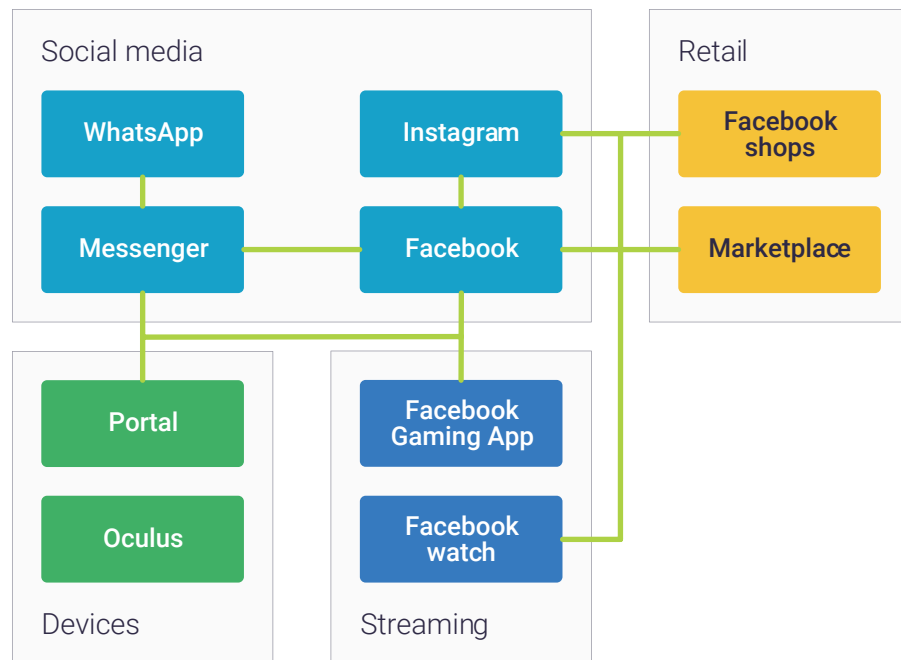 Social media
WhatsApp
Instagram
Messenger
Facebook
Retail
Facebook
shops
Marketplace
Portal
Oculus
Devices
Facebook
Gaming App
Facebook
watch
Streaming